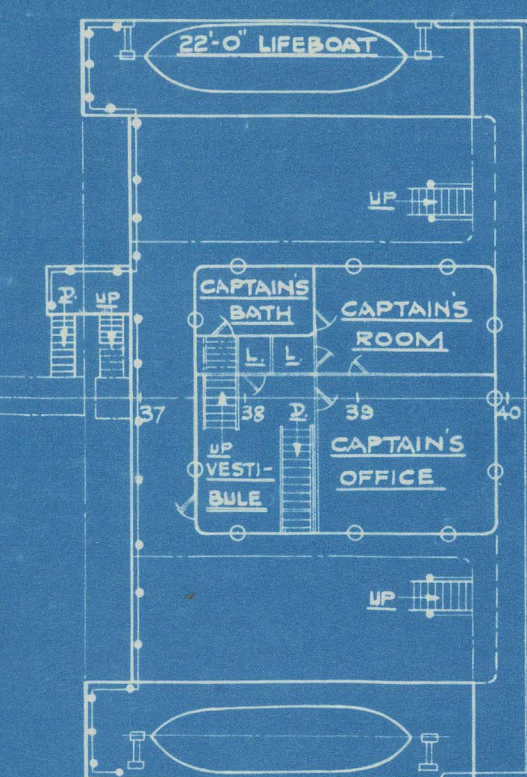 22'-0" LIFEBOAT
UP
D. UP
CAPTAIN'S
BATH
CAPTAIN'S
ROOM
L. L.
37 38 D. 39 40
UP
VESTI-
BULE
CAPTAIN'S
OFFICE
UP